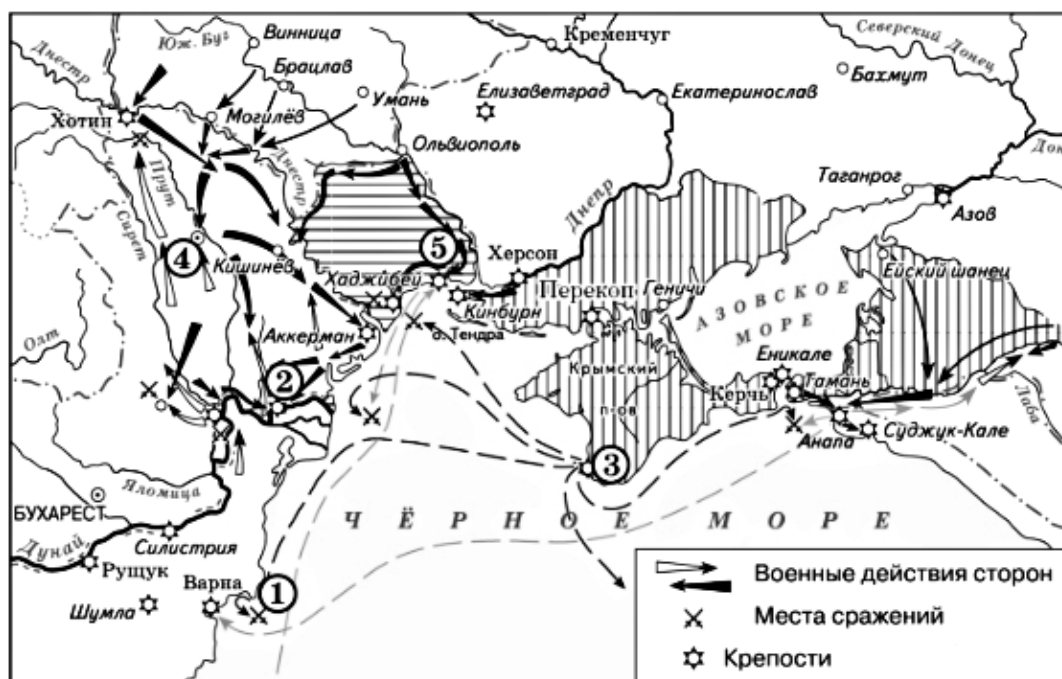 Юж. Буг
Винница
Кременчуг
Северский Донец
Днестр
Брацлав
Умань
Бахмут
Елизаветград
Екатеринослав
Хотин
Могилёв
Ольвиополь
Днестр
Дон
Прут
Сирет
Днепр
Таганрог
Азов
4
5
Кишинёв
Хаджибей
Херсон
Ейский шанец
Перекоп
Геничи
АЗОВСКОЕ
МОРЕ
Кинбурн
о. Тендра
Олт
Аккерман
Крымский
п-ов
Еникале
Керчь
Тамань
2
Лаба
Анапа
Суджук-Кале
3
Яломица
БУХАРЕСТ
ЧЁРНОЕ МОРЕ
Силистрия
Дунай
Рущук
Варна
1
Шумла
Военные действия сторон
Места сражений
Крепости